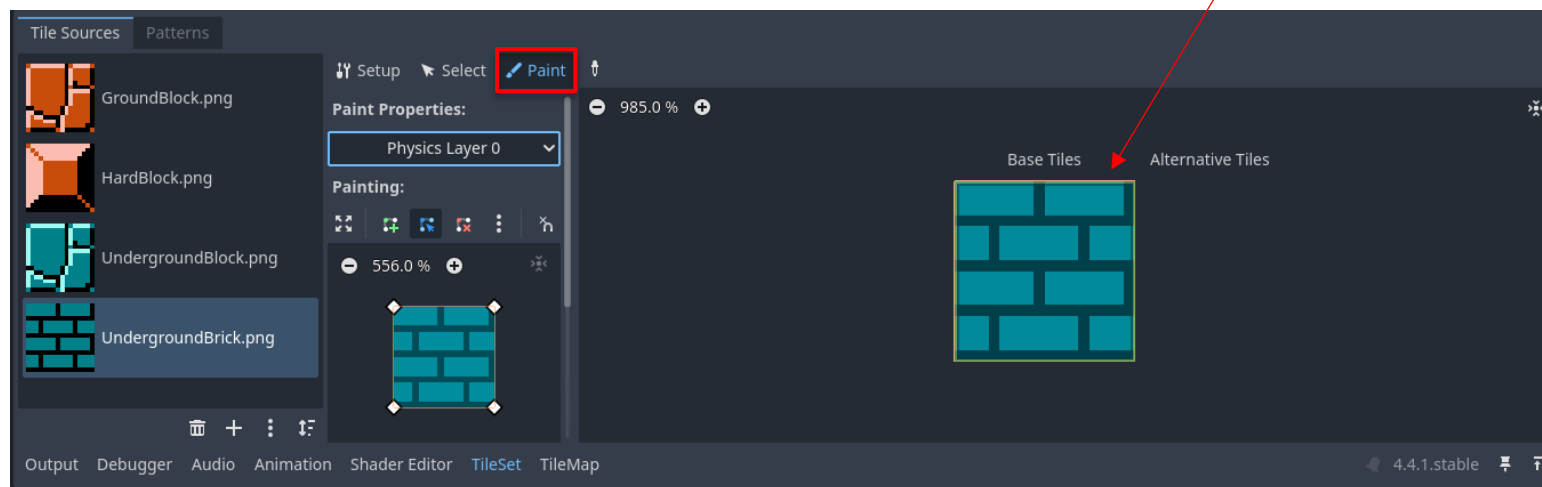 Tile Sources Patterns
GroundBlock.png
HardBlock.png
UndergroundBlock.png
UndergroundBrick.png
Setup Select Paint
Paint Properties:
Physics Layer 0
Painting:
556.0 %
985.0 %
Base Tiles Alternative Tiles
Output Debugger Audio Animation Shader Editor TileSet TileMap
4.4.1.stable